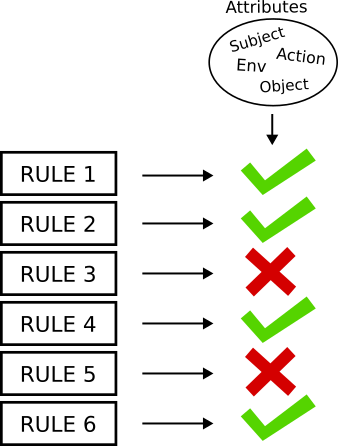 Attributes
Subject
Action
Env
Object
RULE 1
RULE 2
RULE 3
RULE 4
RULE 5
RULE 6